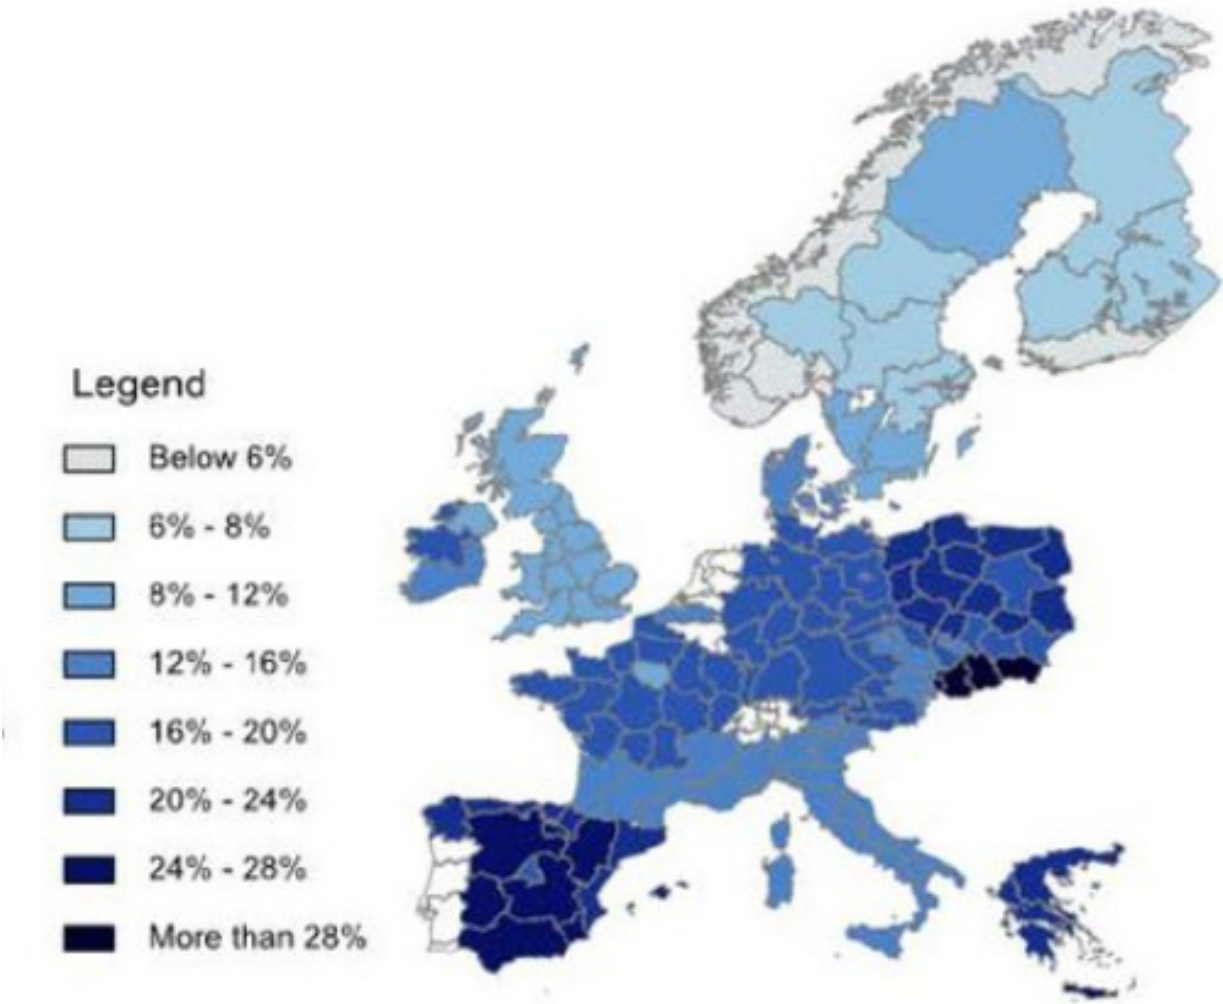 Legend
Below 6%
6% - 8%
8% - 12%
12% - 16%
16% - 20%
20% - 24%
24% - 28%
More than 28%